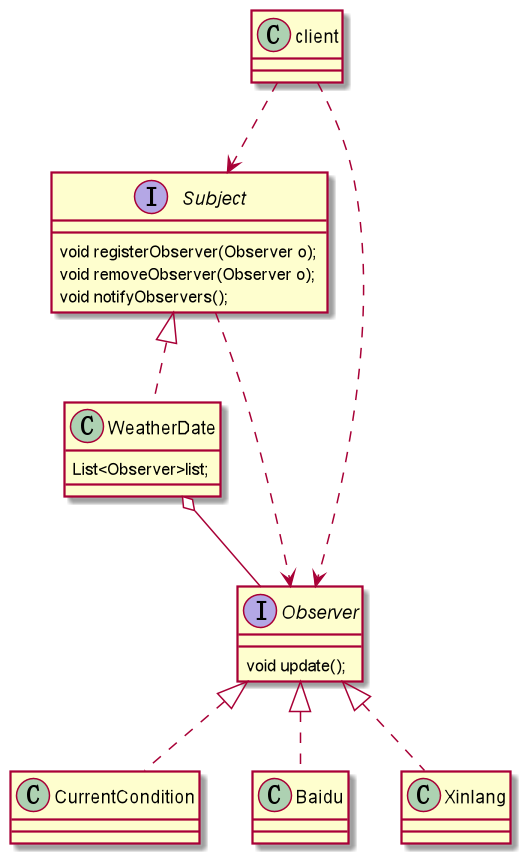 C client
I Subject
void registerObserver(Observer o);
void removeObserver(Observer o);
void notifyObservers();
C WeatherDate
List<Observer>list;
I Observer
void update();
C CurrentCondition
C Baidu
C Xinlang